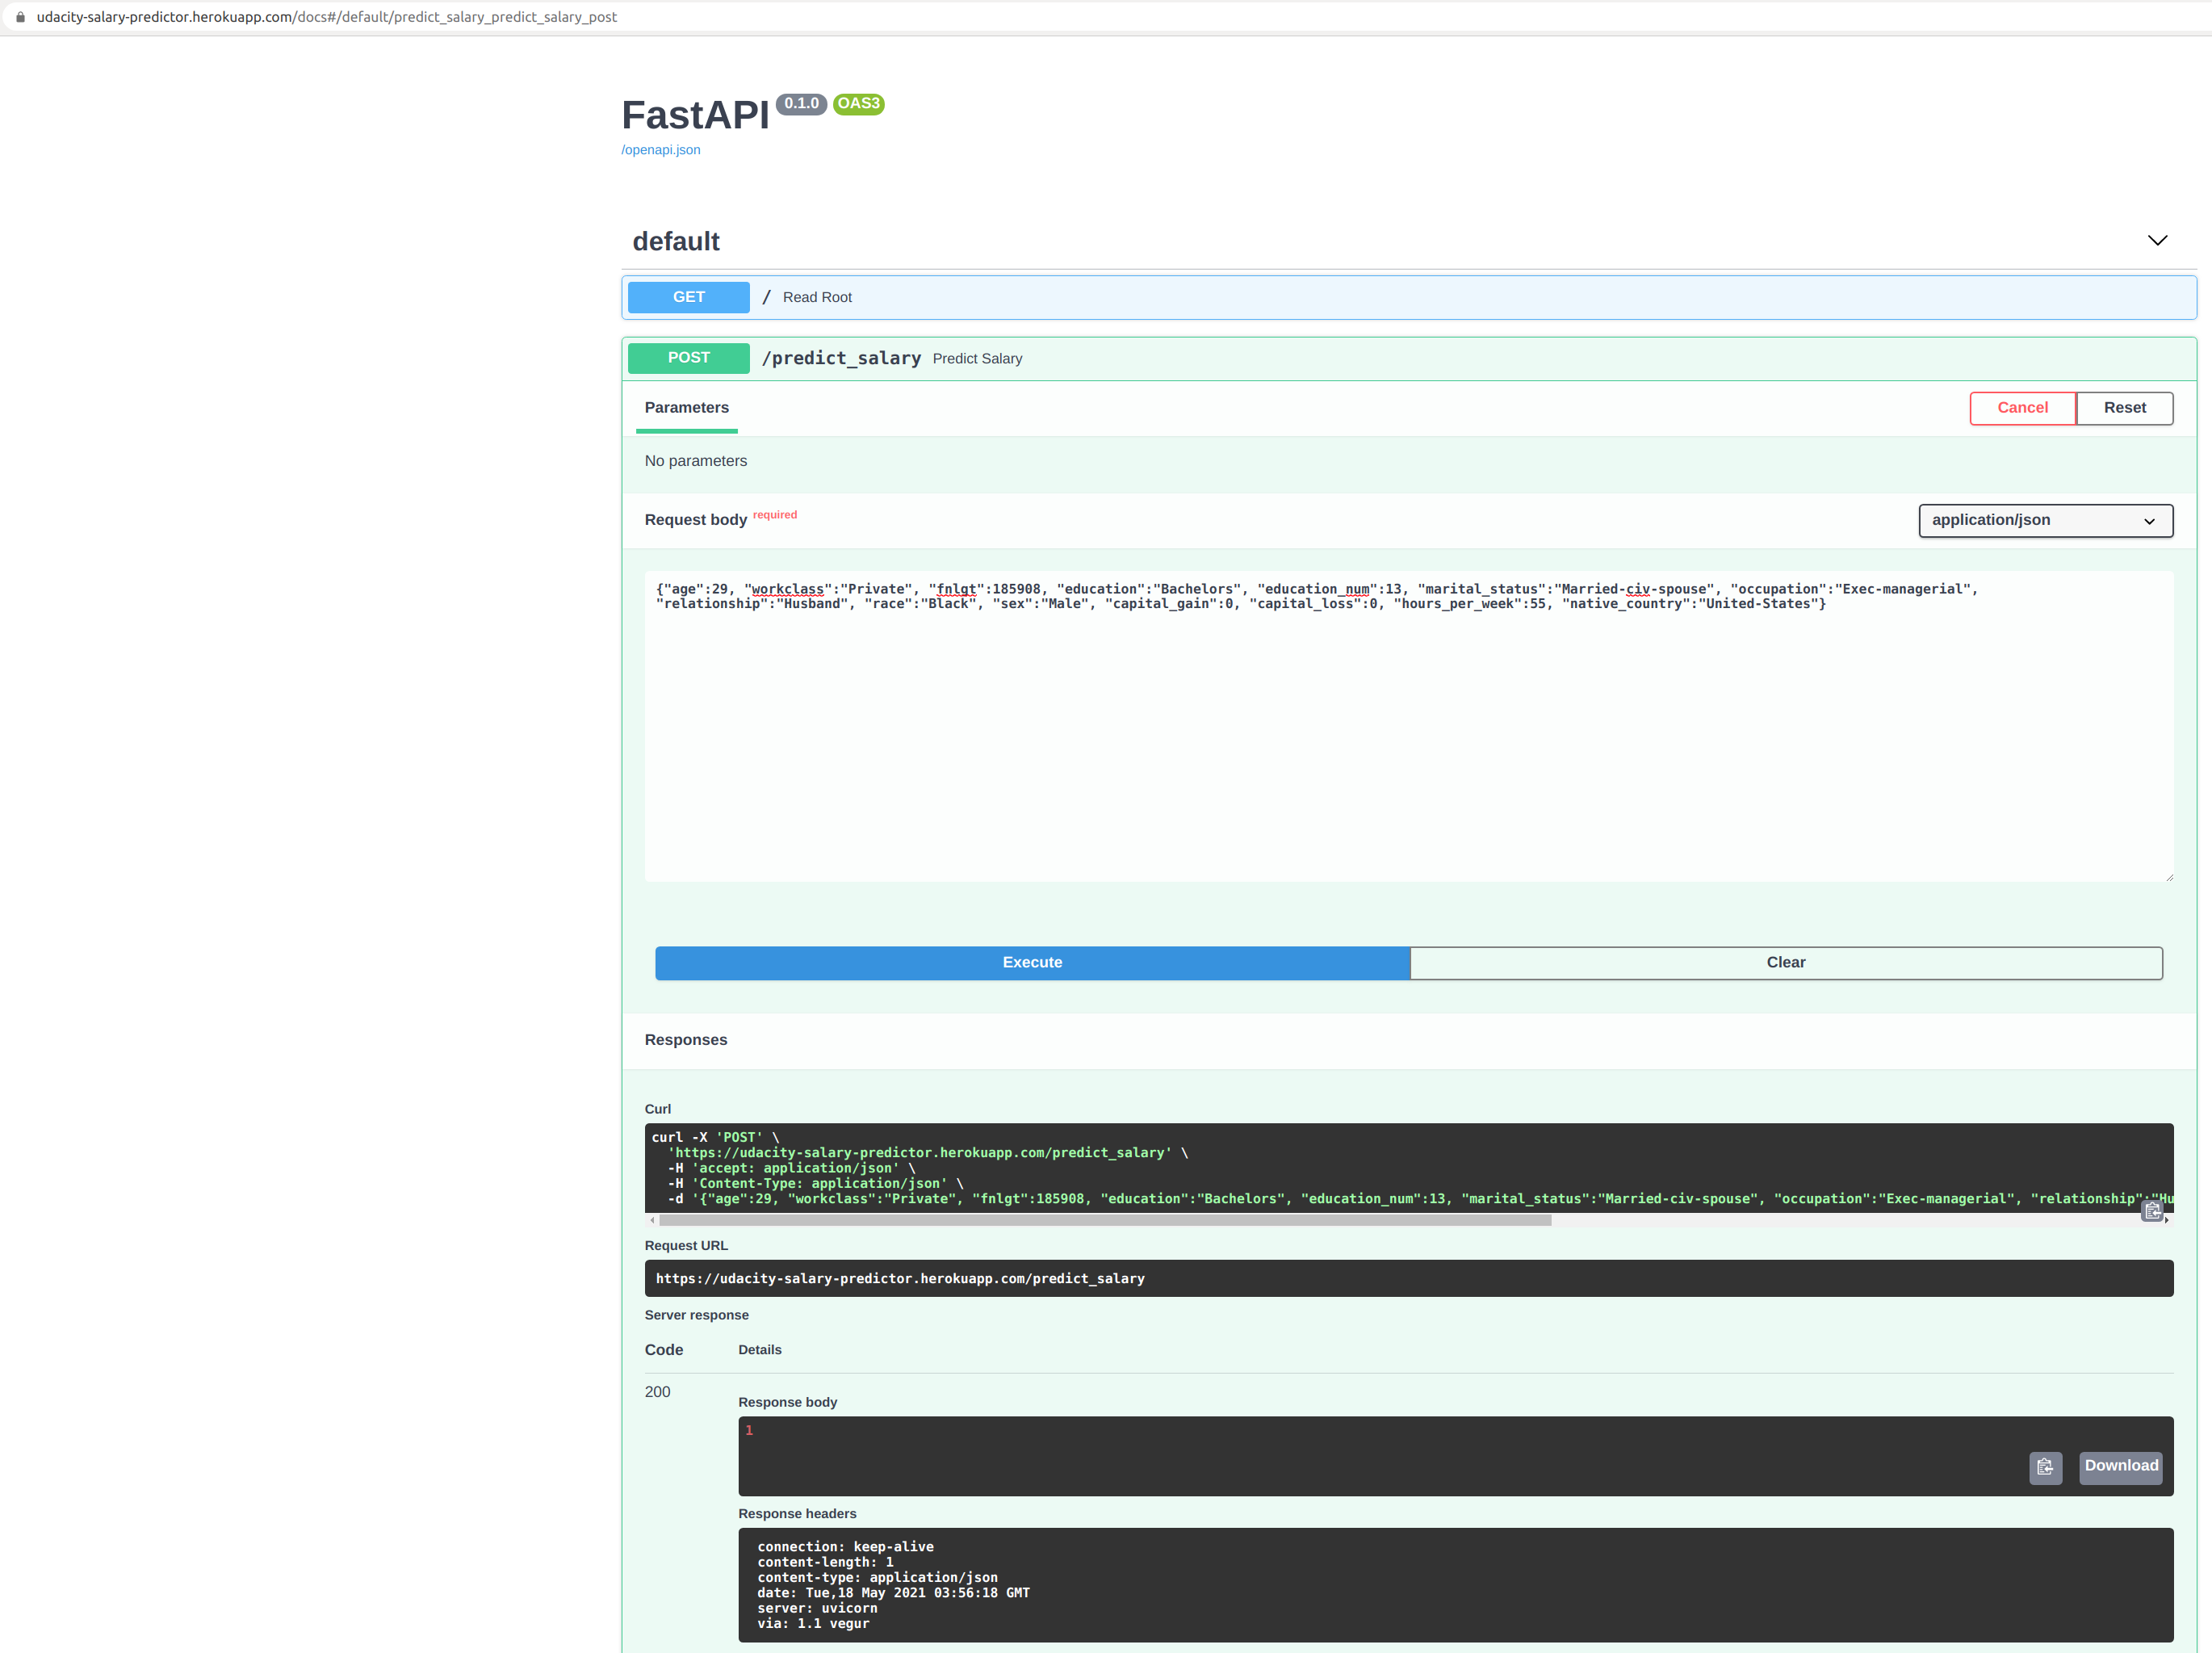 udacity-salary-predictor.herokuapp.com/docs#/default/predict_salary_predict_salary_post
FastAPI 0.1.0 OAS3
/openapi.json
default
GET / Read Root
POST /predict_salary Predict Salary
Parameters Cancel Reset
No parameters
Request body required application/json
{"age":29, "workclass":"Private", "fnlgt":185908, "education":"Bachelors", "education_num":13, "marital_status":"Married-civ-spouse", "occupation":"Exec-managerial",
"relationship":"Husband", "race":"Black", "sex":"Male", "capital_gain":0, "capital_loss":0, "hours_per_week":55, "native_country":"United-States"}
Execute Clear
Responses
Curl
curl -X 'POST' \
'https://udacity-salary-predictor.herokuapp.com/predict_salary' \
-H 'accept: application/json' \
-H 'Content-Type: application/json' \
-d '{"age":29, "workclass":"Private", "fnlgt":185908, "education":"Bachelors", "education_num":13, "marital_status":"Married-civ-spouse", "occupation":"Exec-managerial", "relationship":"Hu
Request URL
https://udacity-salary-predictor.herokuapp.com/predict_salary
Server response
Code Details
200
Response body
1
Download
Response headers
connection: keep-alive
content-length: 1
content-type: application/json
date: Tue,18 May 2021 03:56:18 GMT
server: uvicorn
via: 1.1 vegur